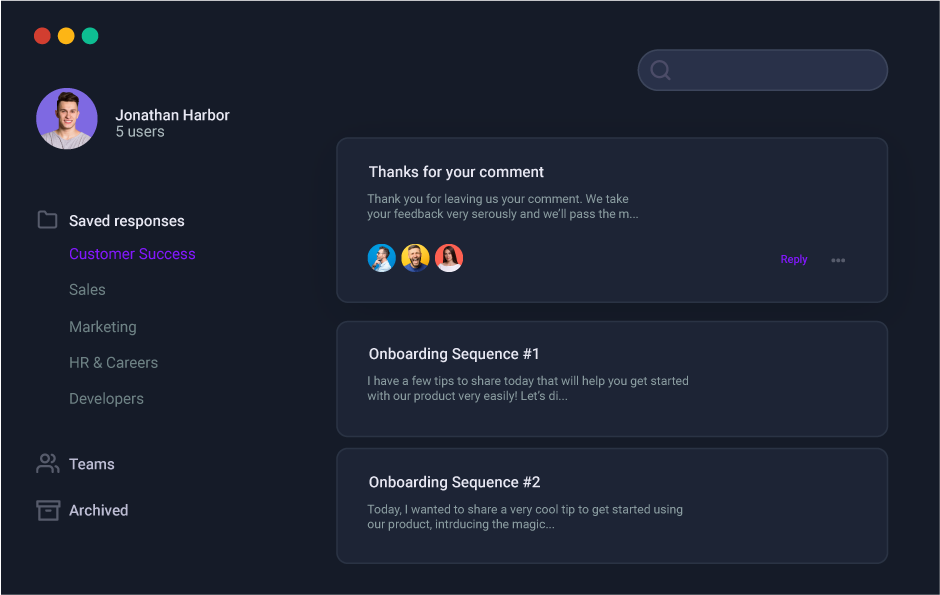 Jonathan Harbor
5 users
Saved responses
Customer Success
Sales
Marketing
HR & Careers
Developers
Teams
Archived
Thanks for your comment
Thank you for leaving us your comment. We take
your feedback very serously and we’ll pass the m...
Reply
Onboarding Sequence #1
I have a few tips to share today that will help you get started
with our product very easily! Let’s di...
Onboarding Sequence #2
Today, I wanted to share a very cool tip to get started using
our product, intrducing the magic...